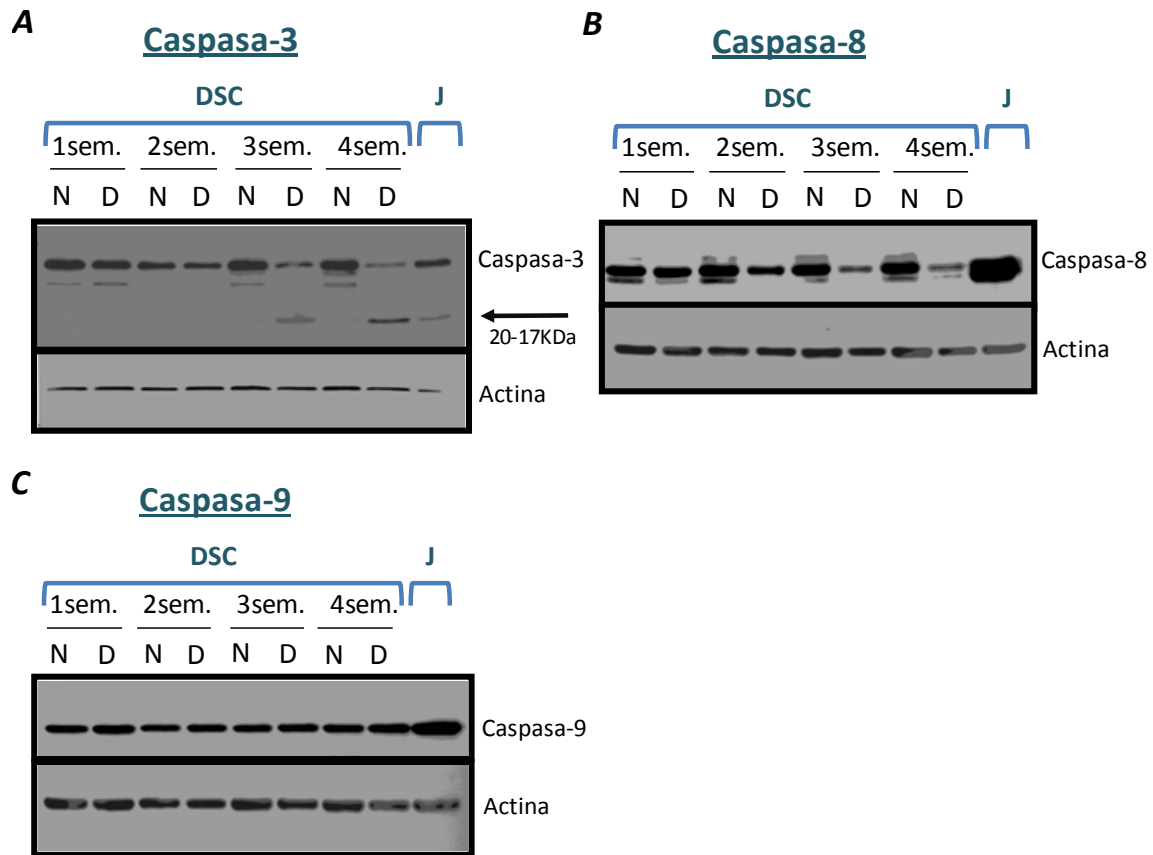 A
Caspasa-3
DSC J
1sem. 2sem. 3sem. 4sem.
N D N D N D N D
Caspasa-3
20-17KDa
Actina
B
Caspasa-8
DSC J
1sem. 2sem. 3sem. 4sem.
N D N D N D N D
Caspasa-8
Actina
C
Caspasa-9
DSC J
1sem. 2sem. 3sem. 4sem.
N D N D N D N D
Caspasa-9
Actina